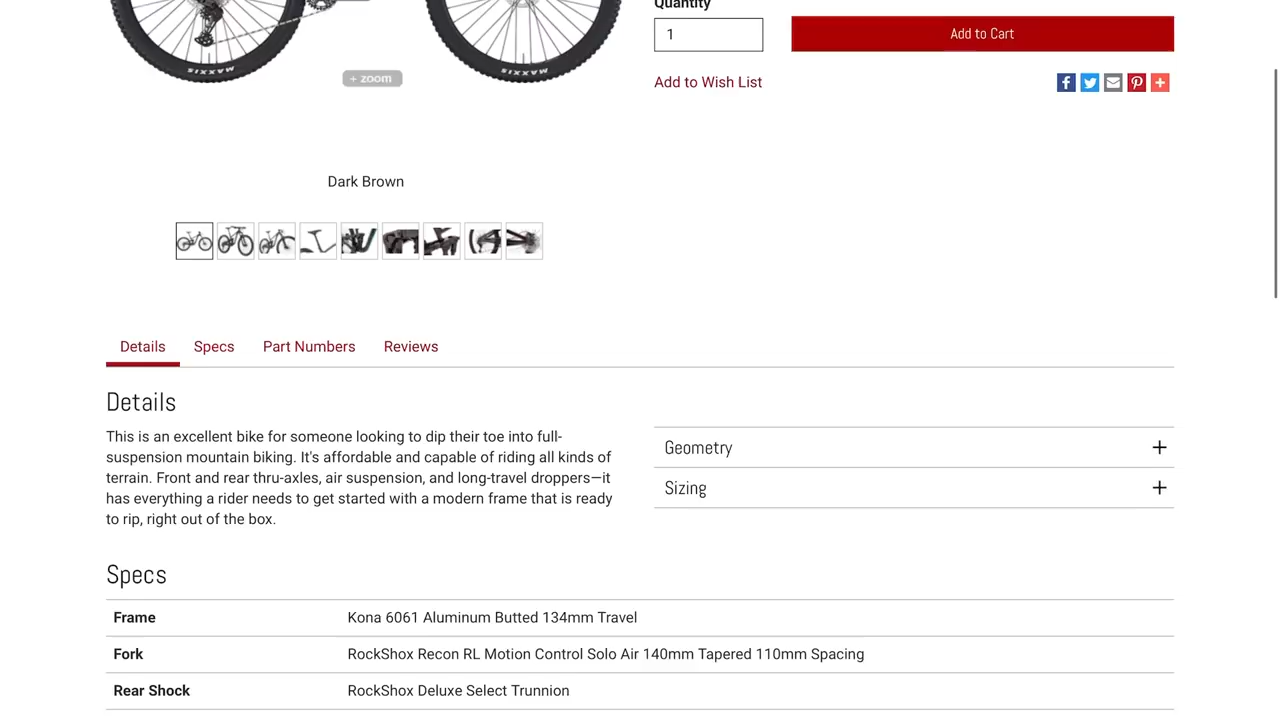 Quantity
1
Add to Cart
MAXXIS
MAXXIS
+ zoom
Add to Wish List
Dark Brown
Details
Specs
Part Numbers
Reviews
Details
This is an excellent bike for someone looking to dip their toe into full-
suspension mountain biking. It's affordable and capable of riding all kinds of
terrain. Front and rear thru-axles, air suspension, and long-travel droppers—it
has everything a rider needs to get started with a modern frame that is ready
to rip, right out of the box.
Geometry
Sizing
Specs
Frame Kona 6061 Aluminum Butted 134mm Travel
Fork RockShox Recon RL Motion Control Solo Air 140mm Tapered 110mm Spacing
Rear Shock RockShox Deluxe Select Trunnion